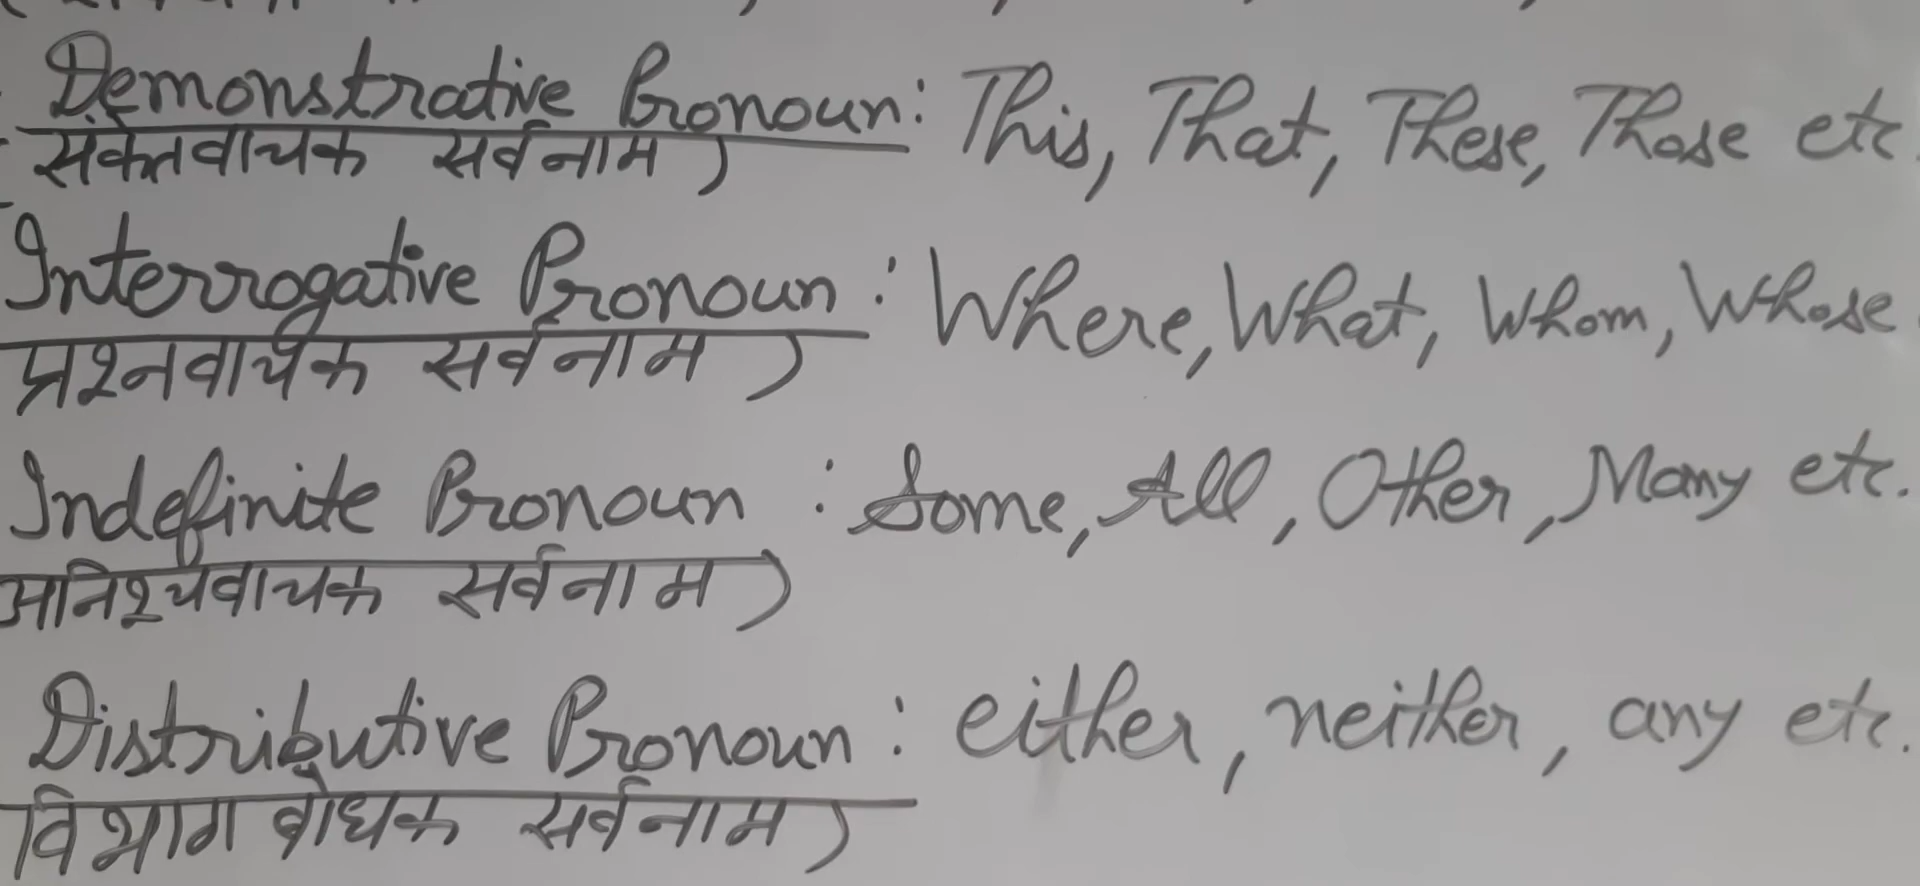 Demonstrative Pronoun: This, That, These, Those etc.
संकेतवाचक सर्वनाम)
Interrogative Pronoun: Where, What, Whom, Whose
प्रश्नवाचक सर्वनाम)
Indefinite Pronoun : Some, All, Other, Many etc.
अनिश्चवाचक सर्वनाम)
Distributive Pronoun: either, neither, any etc.
विभाग बोधक सर्वनाम)